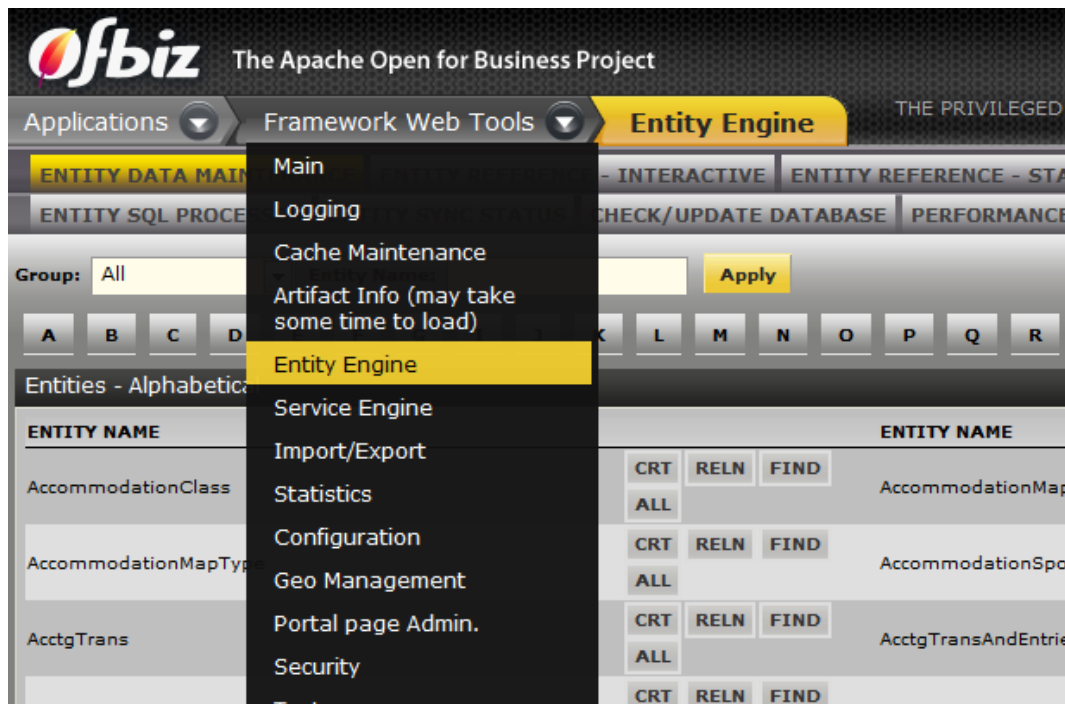 Ofbiz The Apache Open for Business Project
Applications Framework Web Tools Entity Engine THE PRIVILEGED
Main
ENTITY DATA MAIN - INTERACTIVE ENTITY REFERENCE - STA
Logging
ENTITY SQL PROCE CHECK/UPDATE DATABASE PERFORMANCE
Cache Maintenance
Group: All Apply
Artifact Info (may take
some time to load)
A B C D K L M N O P Q R
Entity Engine
Entities - Alphabetical
Service Engine
ENTITY NAME ENTITY NAME
Import/Export
CRT RELN FIND
AccommodationClass AccommodationMap
Statistics
ALL
Configuration
CRT RELN FIND
AccommodationMapType AccommodationSpo
Geo Management
ALL
Portal page Admin.
CRT RELN FIND
AcctgTrans AcctgTransAndEntrie
Security
ALL
CRT RELN FIND